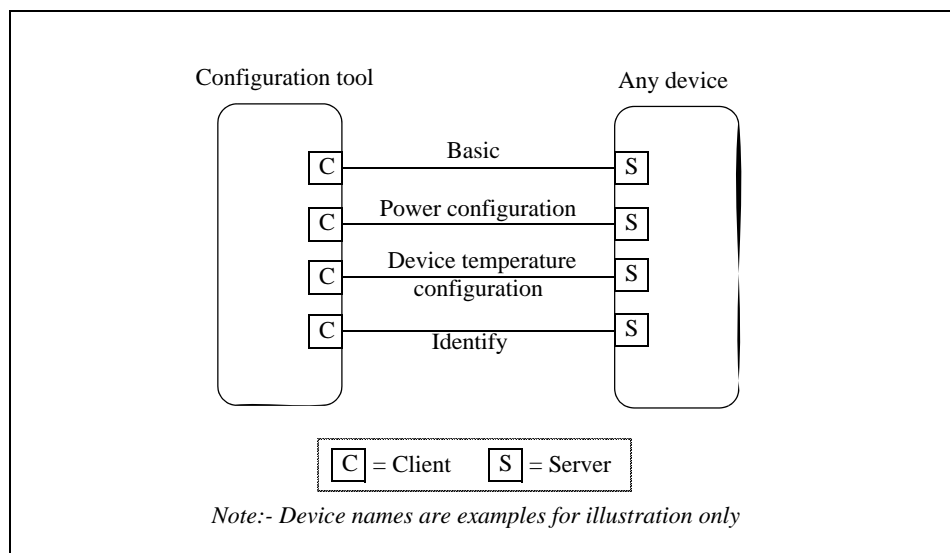 Configuration tool
Any device
C
Basic
S
C
Power configuration
S
C
Device temperature
configuration
S
C
Identify
S
C = Client S = Server
Note:- Device names are examples for illustration only